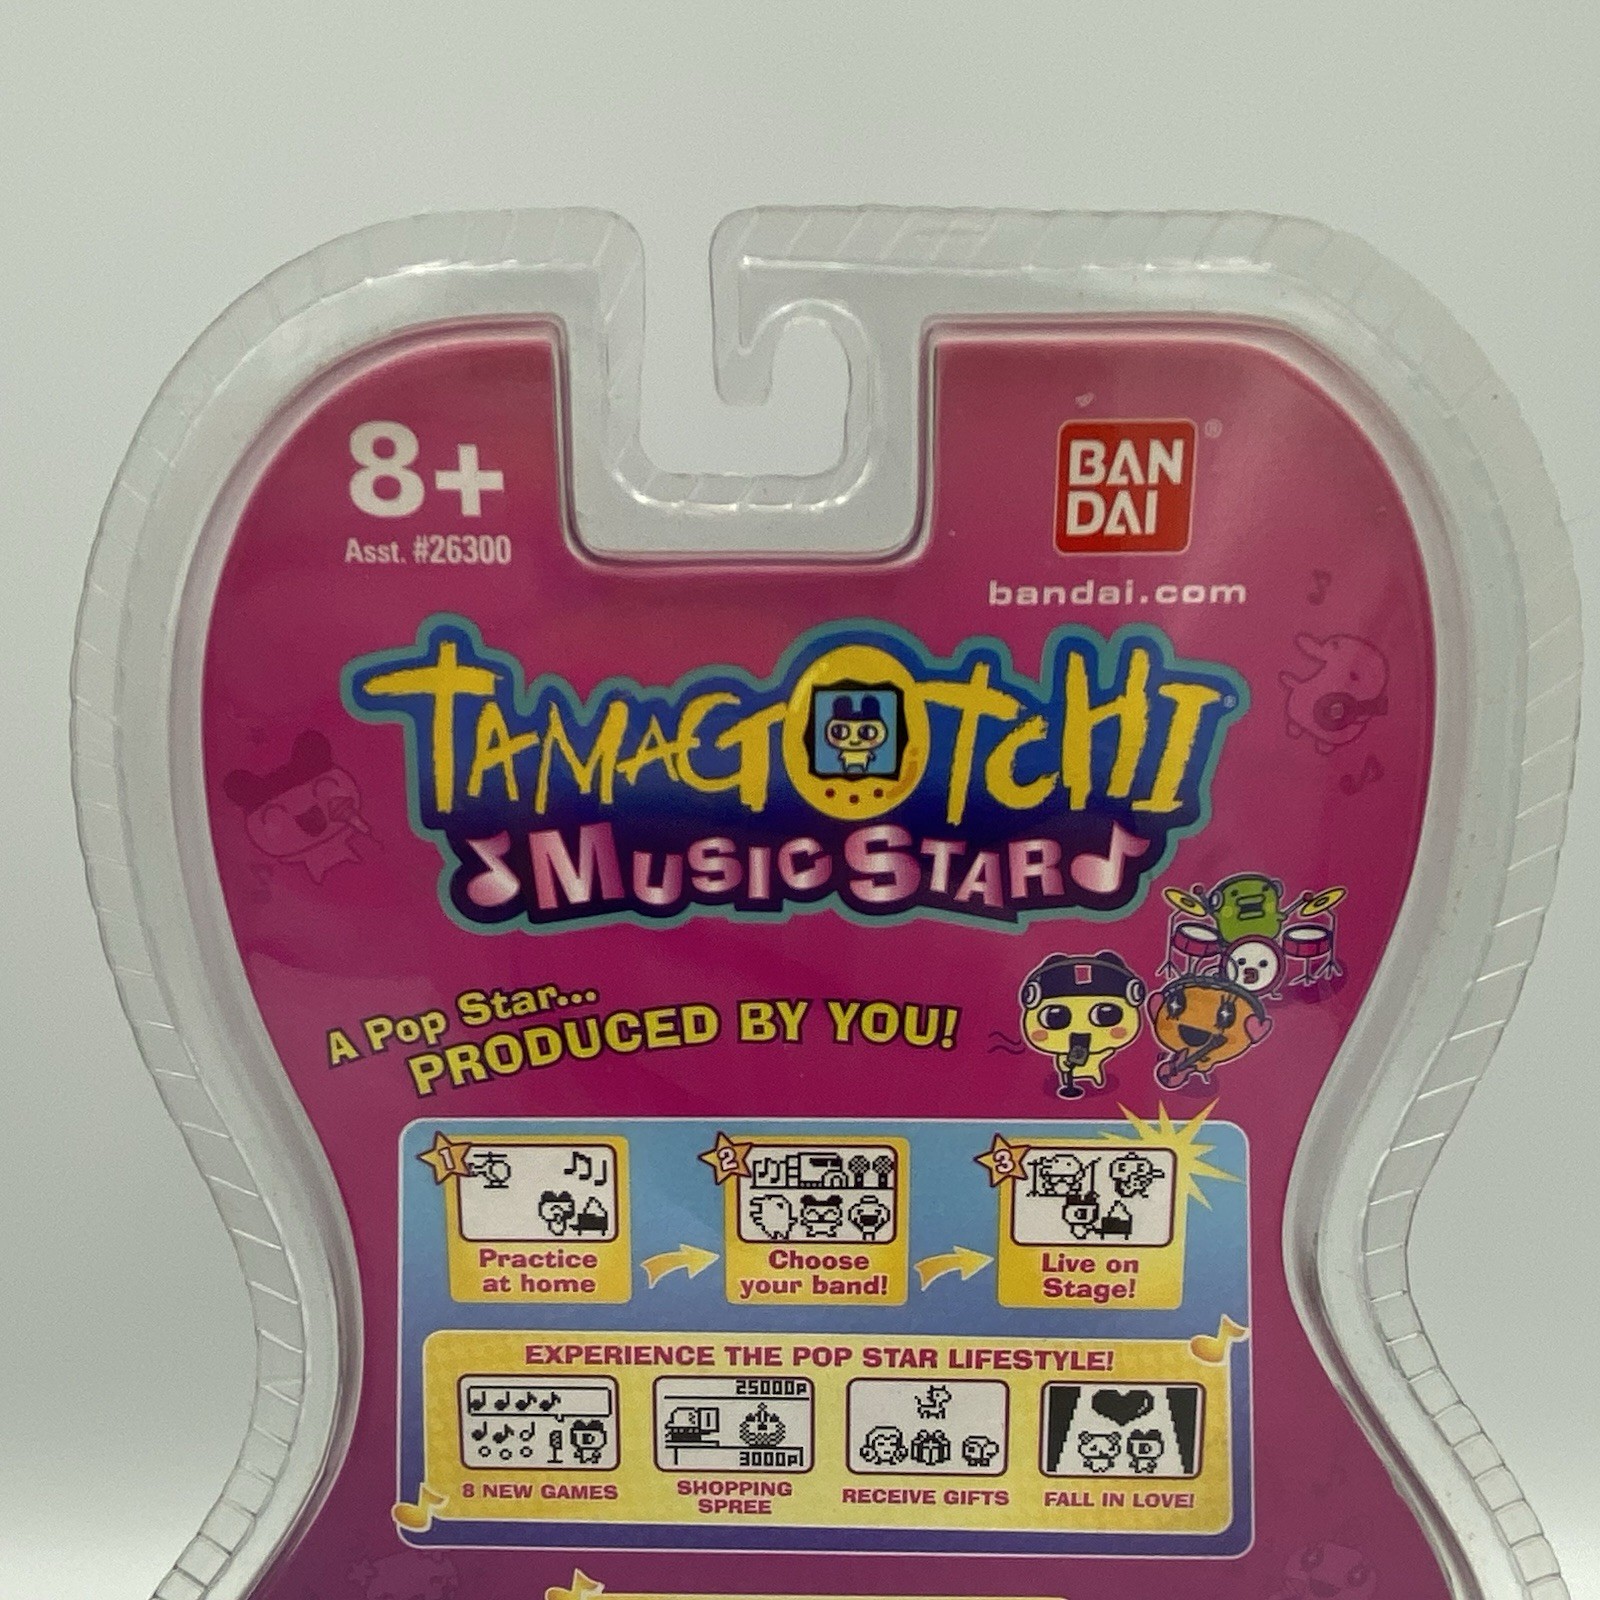 8+
Asst. #26300
BAN
DAI
®
bandai.com
TAMAGOTCHI®
MUSIC STAR
A Pop Star...
PRODUCED BY YOU!
1
Practice
at home
2
Choose
your band!
3
Live on
Stage!
EXPERIENCE THE POP STAR LIFESTYLE!
8 NEW GAMES
25000P
3000P
SHOPPING
SPREE
RECEIVE GIFTS
FALL IN LOVE!